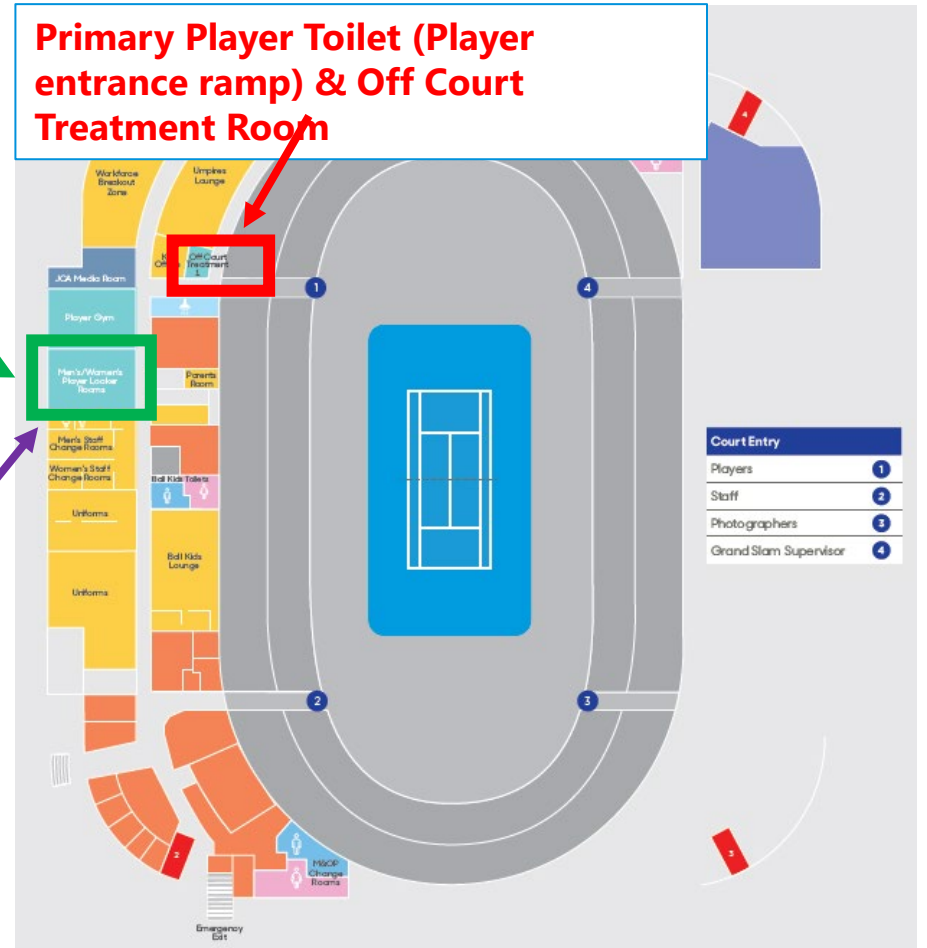 Primary Player Toilet (Player
entrance ramp) & Off Court
Treatment Room
4
Workforce
Breakout
Zone
Umpires
Lounge
Off Court
Treatment
1
JCA Media Room
Player Gym
1
4
Men's/Women's
Player Locker
Rooms
Parents
Room
Men's Staff
Change Rooms
Women's Staff
Change Rooms
Ball Kids Toilets
Uniforms
Ball Kids
Lounge
Uniforms
Court Entry
Players 1
Staff 2
Photographers 3
Grand Slam Supervisor 4
2
3
2
3
M&OP
Change
Rooms
Emergency
Exit